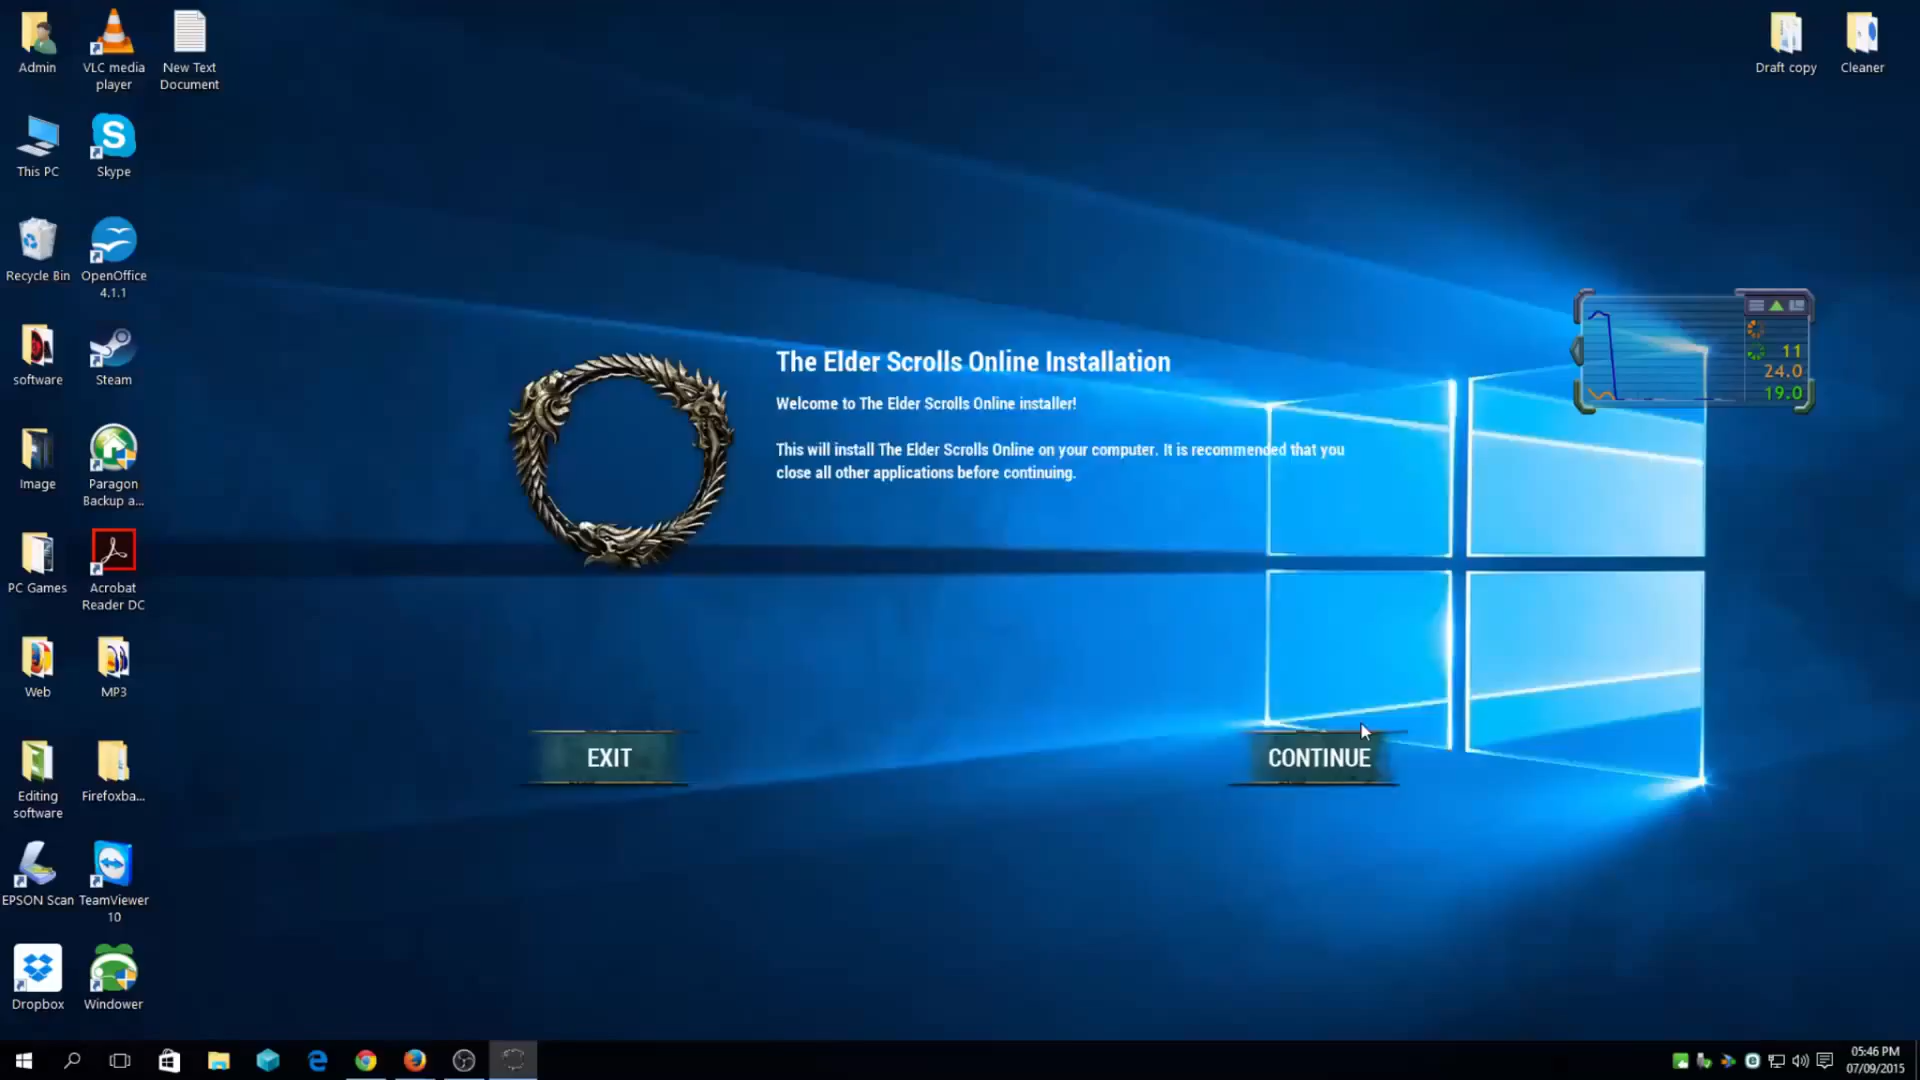 Admin
VLC media
player
New Text
Document
Draft copy
Cleaner
This PC
Skype
Recycle Bin
OpenOffice
4.1.1
software
Steam
11
24.0
19.0
The Elder Scrolls Online Installation
Welcome to The Elder Scrolls Online installer!
This will install The Elder Scrolls Online on your computer. It is recommended that you
close all other applications before continuing.
Image
Paragon
Backup a...
PC Games
Acrobat
Reader DC
Web
MP3
EXIT
CONTINUE
Editing
software
Firefoxba...
EPSON Scan
TeamViewer
10
Dropbox
Windower
05:46 PM
07/09/2015